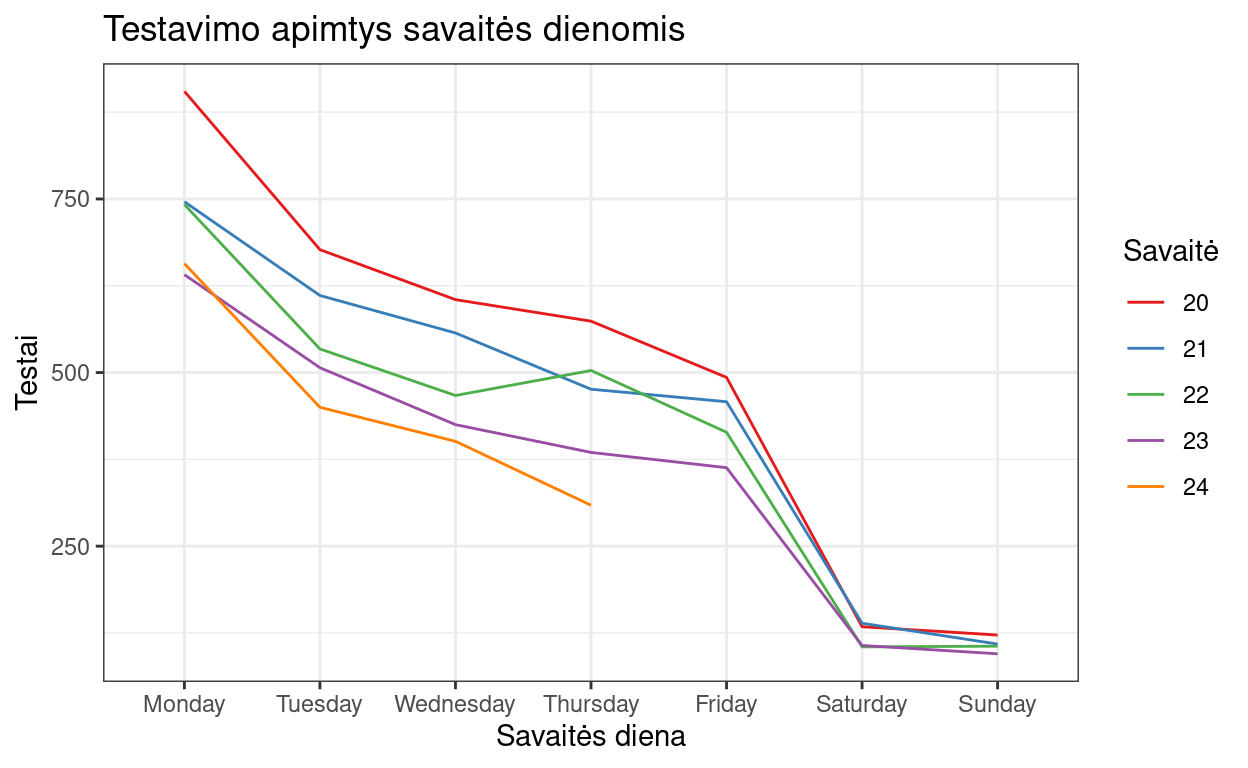 Testavimo apimtys savaitės dienomis
Testai
750
500
250
Monday Tuesday Wednesday Thursday Friday Saturday Sunday
Savaitės diena
Savaitė
20
21
22
23
24